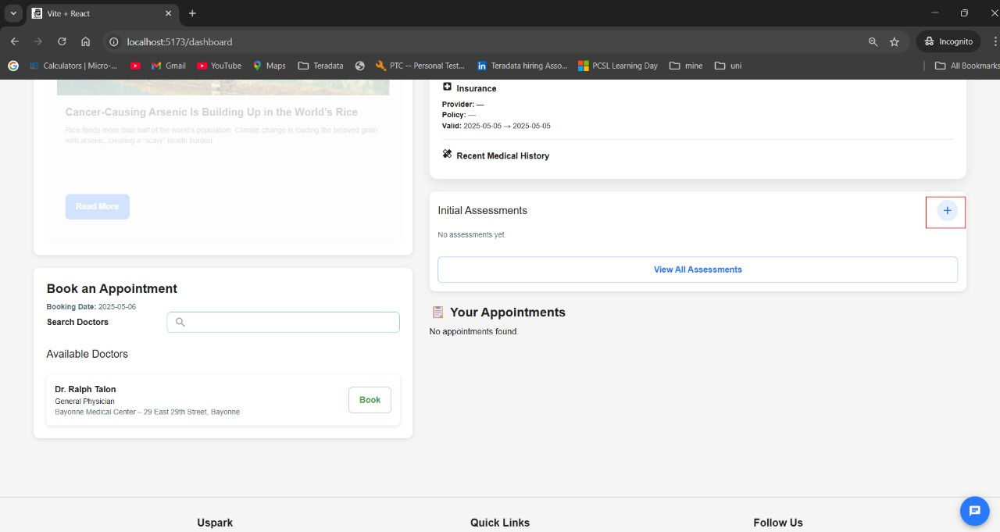 Vite + React
localhost:5173/dashboard
Incognito
Calculators | Micro-...
Gmail
YouTube
Maps
Teradata
PTC -- Personal Test...
Teradata hiring Asso...
PCSL Learning Day
mine
uni
All Bookmarks
Cancer-Causing Arsenic Is Building Up in the World's Rice
Rice feeds more than half of the world's population. Climate change is loading the beloved grain
with arsenic, creating a "scary" health burden.
Read More
Book an Appointment
Booking Date: 2025-05-06
Search Doctors
Available Doctors
Dr. Ralph Talon
General Physician
Bayonne Medical Center – 29 East 29th Street, Bayonne
Book
Insurance
Provider: —
Policy: —
Valid: 2025-05-05 → 2025-05-05
Recent Medical History
Initial Assessments
+
No assessments yet.
View All Assessments
Your Appointments
No appointments found.
Uspark
Quick Links
Follow Us